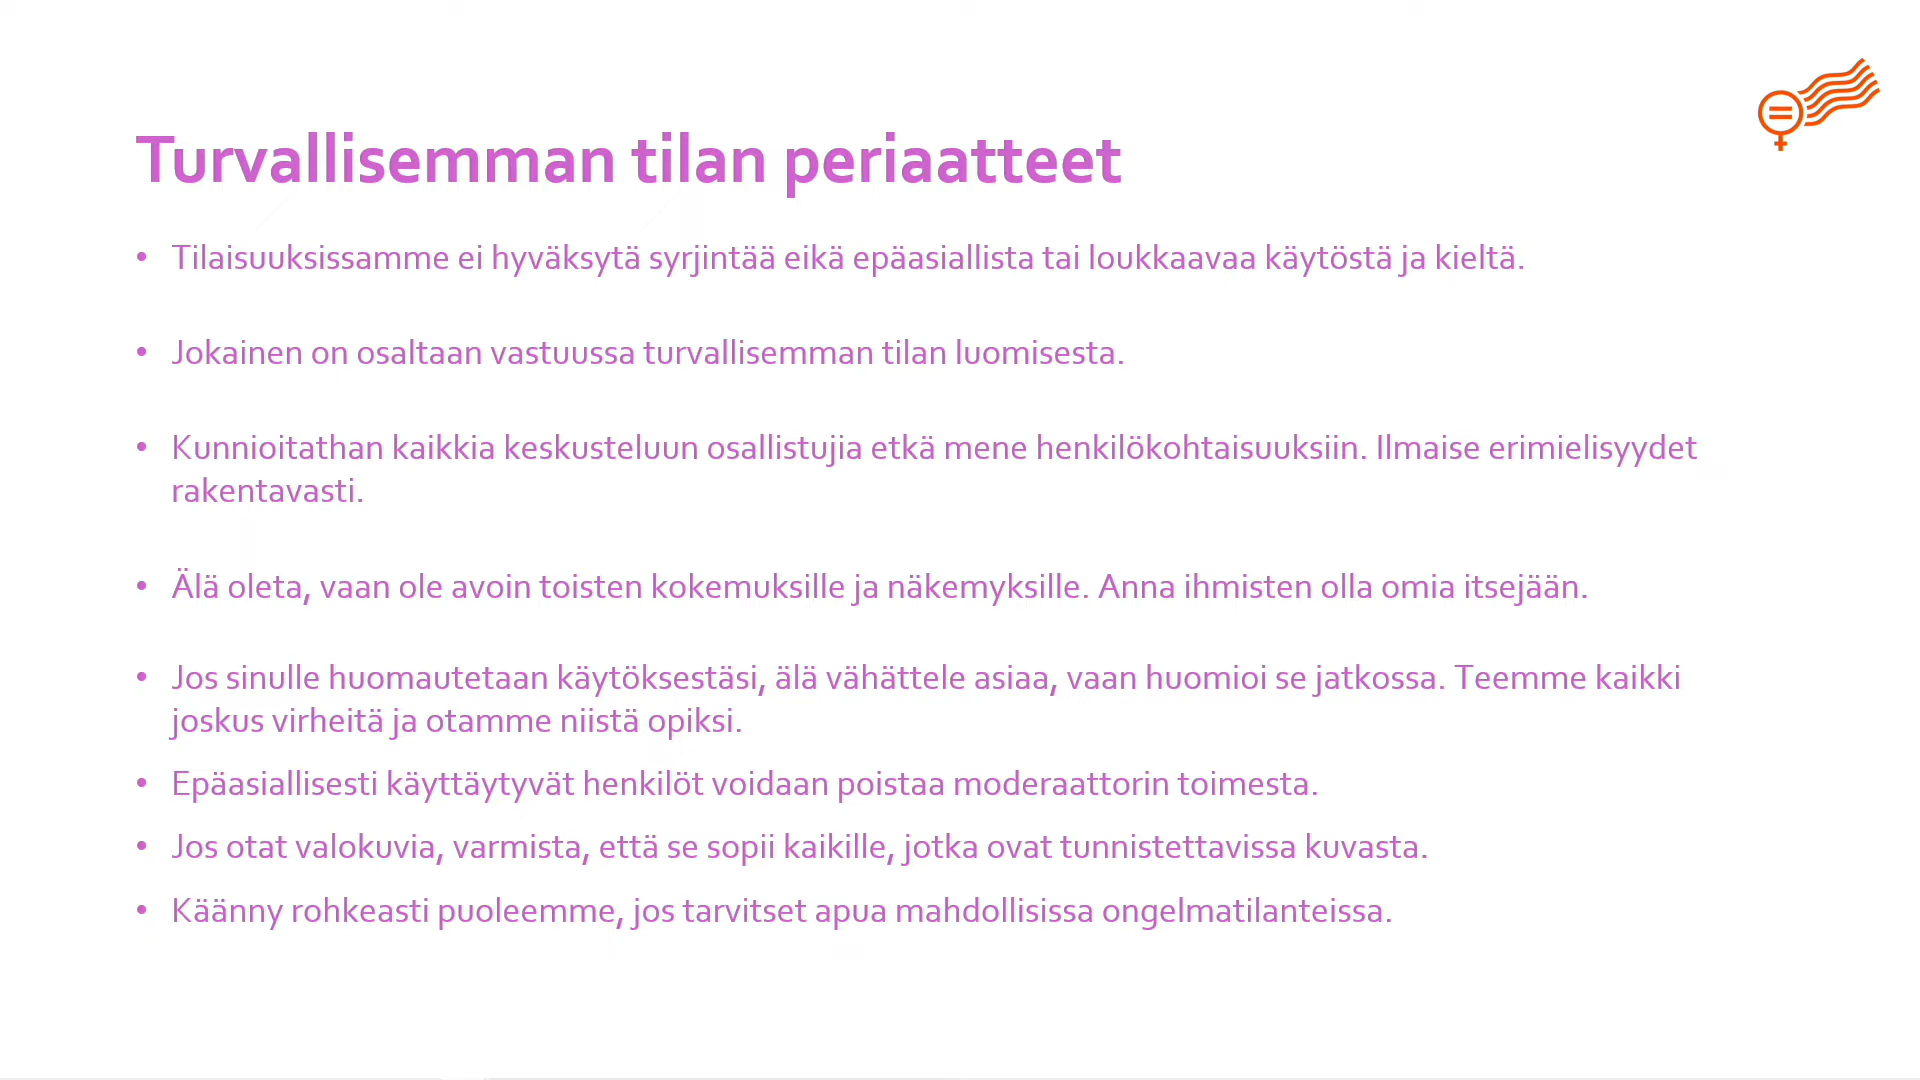 Turvallisemman tilan periaatteet
• Tilaisuuksissamme ei hyväksytä syrjintää eikä epäasiallista tai loukkaavaa käytöstä ja kieltä.
• Jokainen on osaltaan vastuussa turvallisemman tilan luomisesta.
• Kunnioitathan kaikkia keskusteluun osallistujia etkä mene henkilökohtaisuuksiin. Ilmaise erimielisyydet
rakentavasti.
• Älä oleta, vaan ole avoin toisten kokemuksille ja näkemyksille. Anna ihmisten olla omia itsejään.
• Jos sinulle huomautetaan käytöksestäsi, älä vähättele asiaa, vaan huomioi se jatkossa. Teemme kaikki
joskus virheitä ja otamme niistä opiksi.
• Epäasiallisesti käyttäytyvät henkilöt voidaan poistaa moderaattorin toimesta.
• Jos otat valokuvia, varmista, että se sopii kaikille, jotka ovat tunnistettavissa kuvasta.
• Käänny rohkeasti puoleemme, jos tarvitset apua mahdollisissa ongelmatilanteissa.